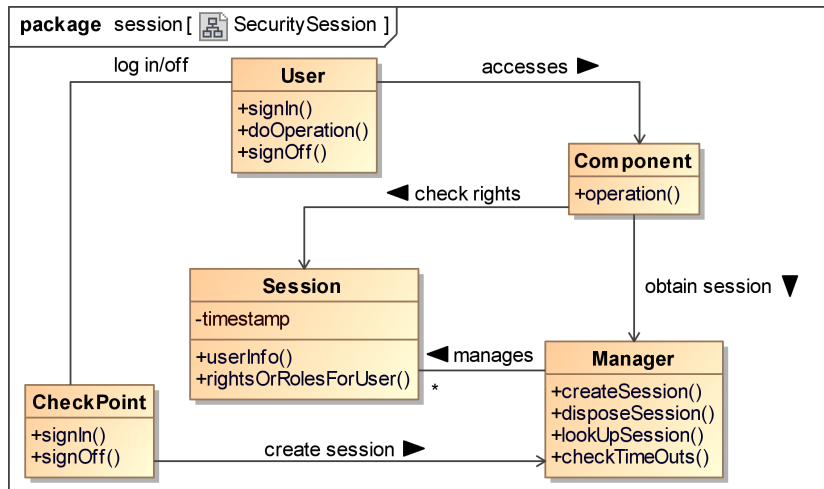 package session[ SecuritySession ]
log in/off
User
+signIn()
+doOperation()
+signOff()
accesses
Component
+operation()
check rights
Session
-timestamp
+userInfo()
+rightsOrRolesForUser()
obtain session
manages
*
Manager
+createSession()
+disposeSession()
+lookUpSession()
+checkTimeOuts()
CheckPoint
+signIn()
+signOff()
create session